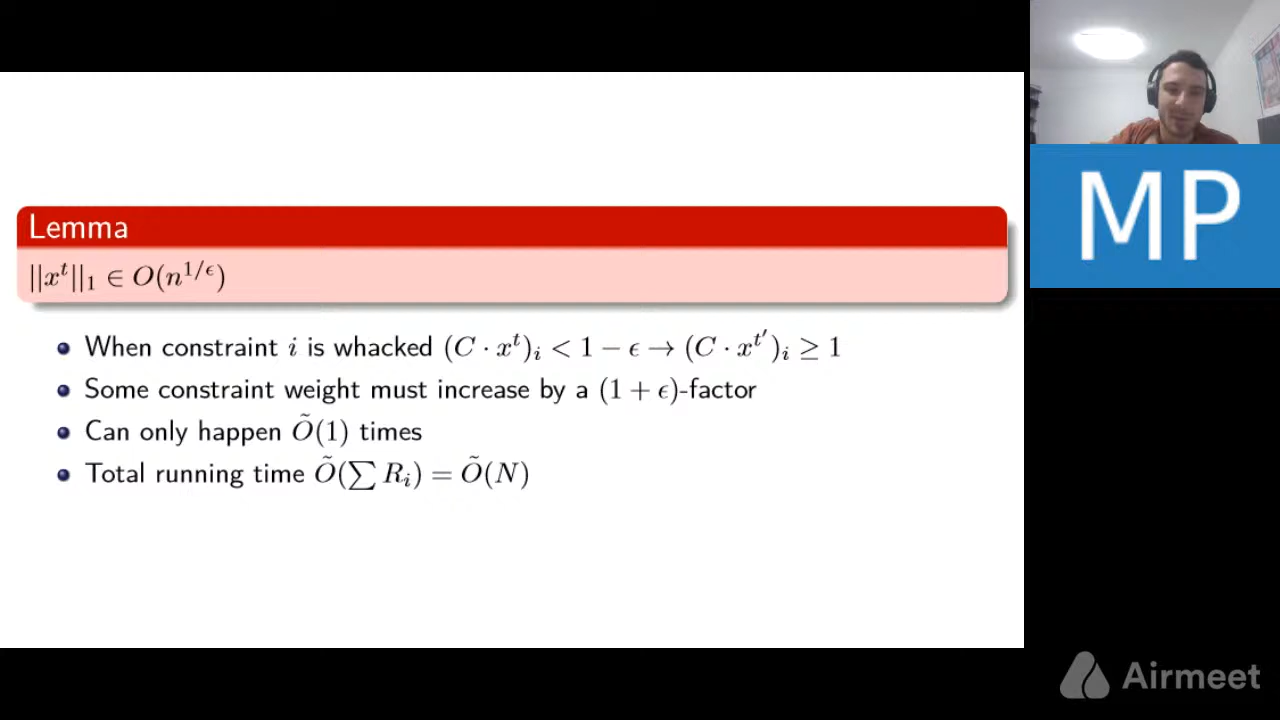 Lemma
||x^t||_1 ∈ O(n^{1/ϵ})
When constraint i is whacked (C · x^t)_i < 1 − ϵ → (C · x^{t′})_i ≥ 1
Some constraint weight must increase by a (1 + ϵ)-factor
Can only happen Õ(1) times
Total running time Õ(∑ R_i) = Õ(N)
MP
Airmeet